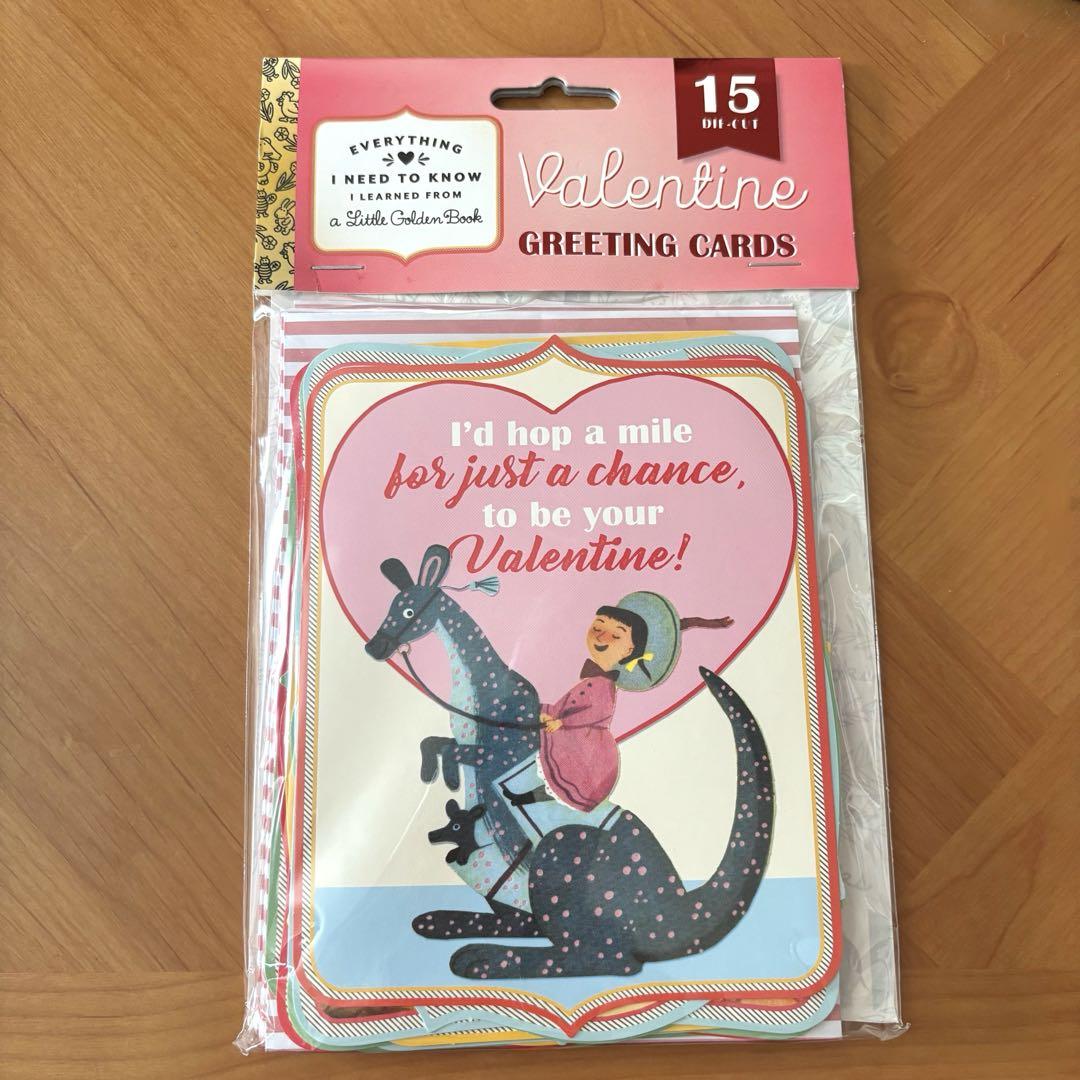 EVERYTHING
I NEED TO KNOW
I LEARNED FROM
a Little Golden Book
15
DIE-CUT
Valentine
GREETING CARDS
I'd hop a mile
for just a chance,
to be your
Valentine!